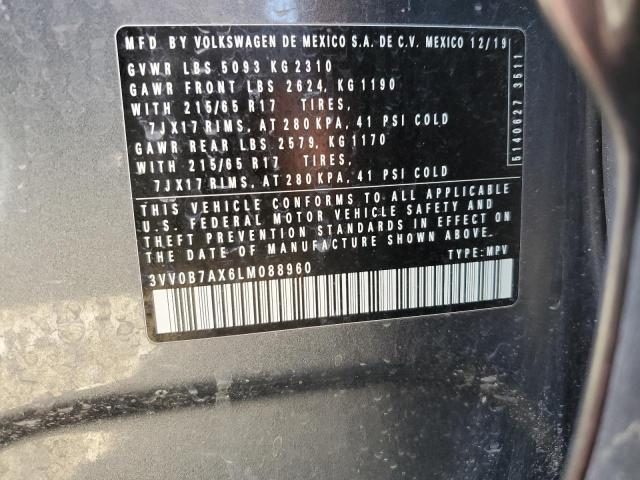 MFD BY VOLKSWAGEN DE MEXICO S.A. DE C.V. MEXICO 12/19
GVWR LBS 5093 KG 2310
GAWR FRONT LBS 2624, KG 1190
WITH 215/65 R17 TIRES,
7JX17 RIMS, AT 280 KPA, 41 PSI COLD
GAWR REAR LBS 2579, KG 1170
WITH 215/65 R17 TIRES,
7JX17 RIMS, AT 280 KPA, 41 PSI COLD
5140627 3511
THIS VEHICLE CONFORMS TO ALL APPLICABLE
U.S. FEDERAL MOTOR VEHICLE SAFETY AND
THEFT PREVENTION STANDARDS IN EFFECT ON
THE DATE OF MANUFACTURE SHOWN ABOVE.
3VV0B7AX6LM088960 TYPE: MPV